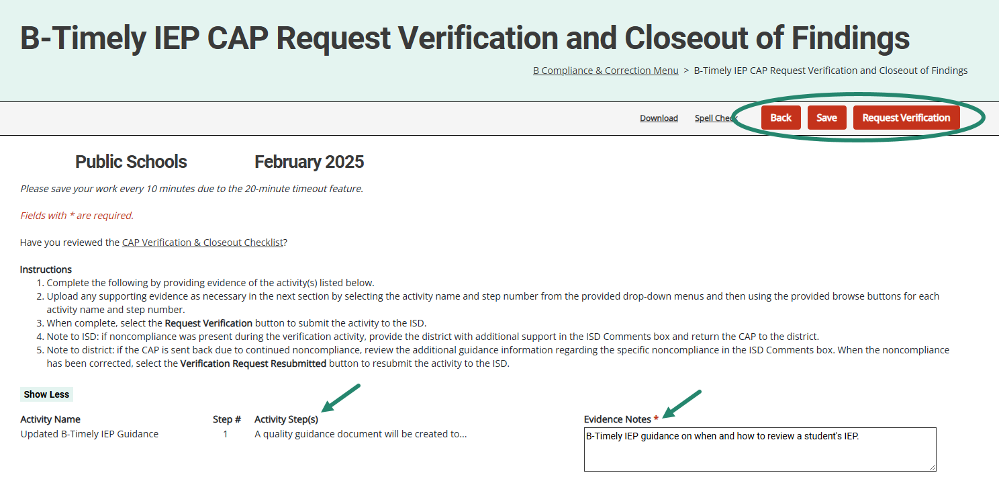 B-Timely IEP CAP Request Verification and Closeout of Findings
B Compliance & Correction Menu > B-Timely IEP CAP Request Verification and Closeout of Findings
Download Spell Check Back Save Request Verification
Public Schools February 2025
Please save your work every 10 minutes due to the 20-minute timeout feature.
Fields with * are required.
Have you reviewed the CAP Verification & Closeout Checklist?
Instructions
1. Complete the following by providing evidence of the activity(s) listed below.
2. Upload any supporting evidence as necessary in the next section by selecting the activity name and step number from the provided drop-down menus and then using the provided browse buttons for each
activity name and step number.
3. When complete, select the Request Verification button to submit the activity to the ISD.
4. Note to ISD: if noncompliance was present during the verification activity, provide the district with additional support in the ISD Comments box and return the CAP to the district.
5. Note to district: if the CAP is sent back due to continued noncompliance, review the additional guidance information regarding the specific noncompliance in the ISD Comments box. When the noncompliance
has been corrected, select the Verification Request Resubmitted button to resubmit the activity to the ISD.
Show Less
Activity Name Step # Activity Step(s) Evidence Notes *
Updated B-Timely IEP Guidance 1 A quality guidance document will be created to... B-Timely IEP guidance on when and how to review a student's IEP.